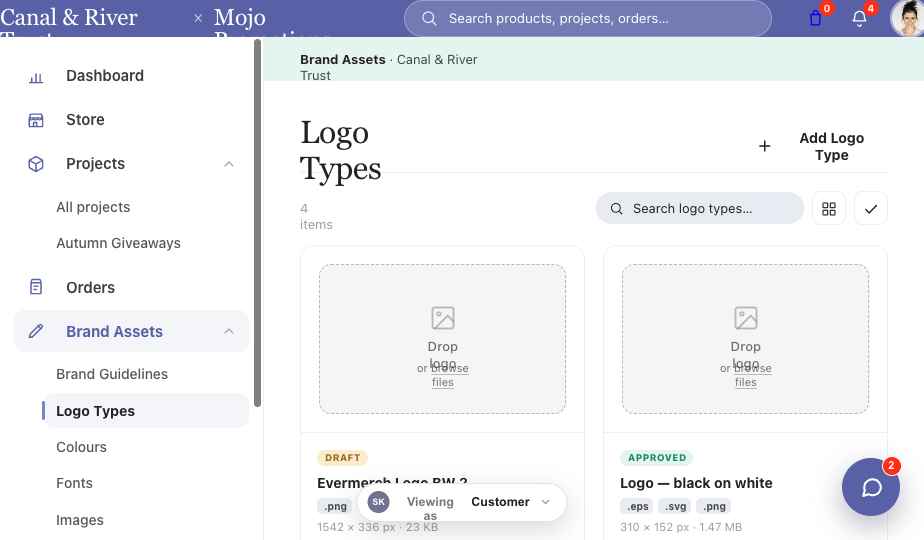 Canal & River
Trust
×
Mojo
Promotions
Search products, projects, orders...
0
4
Dashboard
Store
Projects
All projects
Autumn Giveaways
Orders
Brand Assets
Brand Guidelines
Logo Types
Colours
Fonts
Images
Brand Assets · Canal & River
Trust
Logo
Types
+ Add Logo
Type
4
items
Search logo types...
Drop
logo
or browse
files
Drop
logo
or browse
files
DRAFT
Evermerch Logo BW 2
.png
1542 × 336 px · 23 KB
APPROVED
Logo — black on white
.eps .svg .png
310 × 152 px · 1.47 MB
SK
Viewing
as
Customer
2